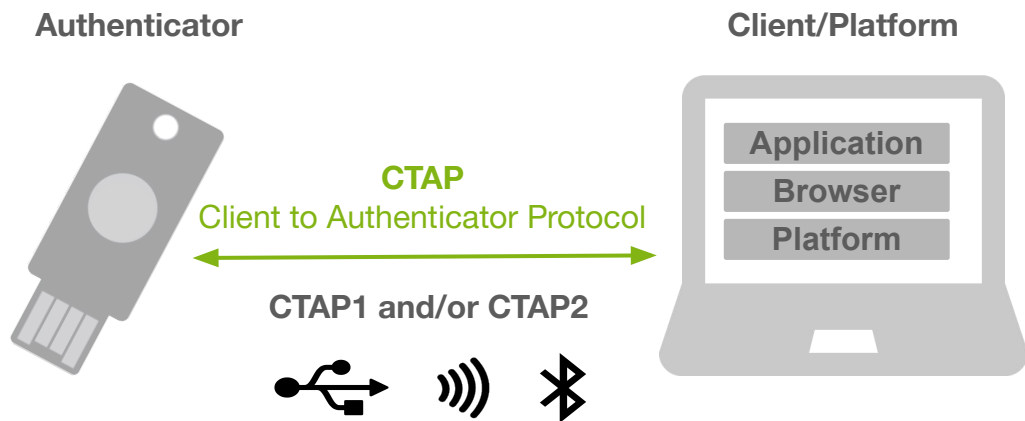 Authenticator
Client/Platform
CTAP
Client to Authenticator Protocol
CTAP1 and/or CTAP2
Application
Browser
Platform